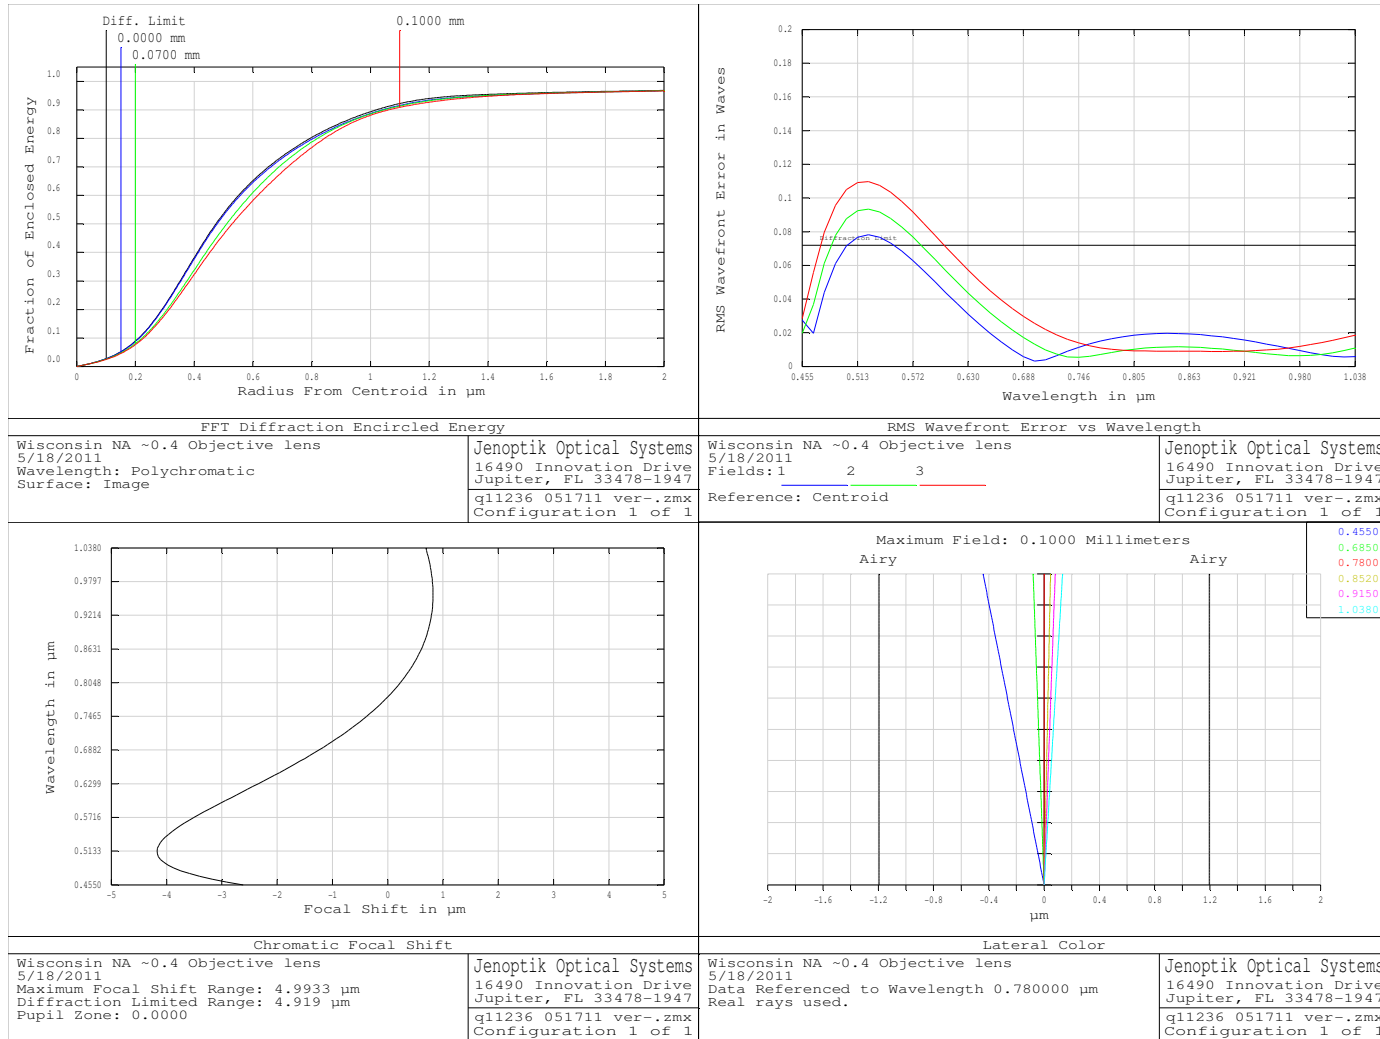 Diff. Limit
0.0000 mm
0.0700 mm
0.1000 mm
Fraction of Enclosed Energy
1.0
0.9
0.8
0.7
0.6
0.5
0.4
0.3
0.2
0.1
0.0
0 0.2 0.4 0.6 0.8 1 1.2 1.4 1.6 1.8 2
Radius From Centroid in µm
FFT Diffraction Encircled Energy
Wisconsin NA ~0.4 Objective lens
5/18/2011
Wavelength: Polychromatic
Surface: Image
Jenoptik Optical Systems
16490 Innovation Drive
Jupiter, FL 33478-1947
q11236 051711 ver-.zmx
Configuration 1 of 1
RMS Wavefront Error in Waves
0.2
0.18
0.16
0.14
0.12
0.1
0.08
0.06
0.04
0.02
0
Diffraction Limit
0.455 0.513 0.572 0.630 0.688 0.746 0.805 0.863 0.921 0.980 1.038
Wavelength in µm
RMS Wavefront Error vs Wavelength
Wisconsin NA ~0.4 Objective lens
5/18/2011
Fields: 1 2 3
Reference: Centroid
Jenoptik Optical Systems
16490 Innovation Drive
Jupiter, FL 33478-1947
q11236 051711 ver-.zmx
Configuration 1 of 1
Wavelength in µm
1.0380
0.9797
0.9214
0.8631
0.8048
0.7465
0.6882
0.6299
0.5716
0.5133
0.4550
-5 -4 -3 -2 -1 0 1 2 3 4 5
Focal Shift in µm
Chromatic Focal Shift
Wisconsin NA ~0.4 Objective lens
5/18/2011
Maximum Focal Shift Range: 4.9933 µm
Diffraction Limited Range: 4.919 µm
Pupil Zone: 0.0000
Jenoptik Optical Systems
16490 Innovation Drive
Jupiter, FL 33478-1947
q11236 051711 ver-.zmx
Configuration 1 of 1
Maximum Field: 0.1000 Millimeters
Airy Airy
0.4550
0.6850
0.7800
0.8520
0.9150
1.0380
-2 -1.6 -1.2 -0.8 -0.4 0 0.4 0.8 1.2 1.6 2
µm
Lateral Color
Wisconsin NA ~0.4 Objective lens
5/18/2011
Data Referenced to Wavelength 0.780000 µm
Real rays used.
Jenoptik Optical Systems
16490 Innovation Drive
Jupiter, FL 33478-1947
q11236 051711 ver-.zmx
Configuration 1 of 1